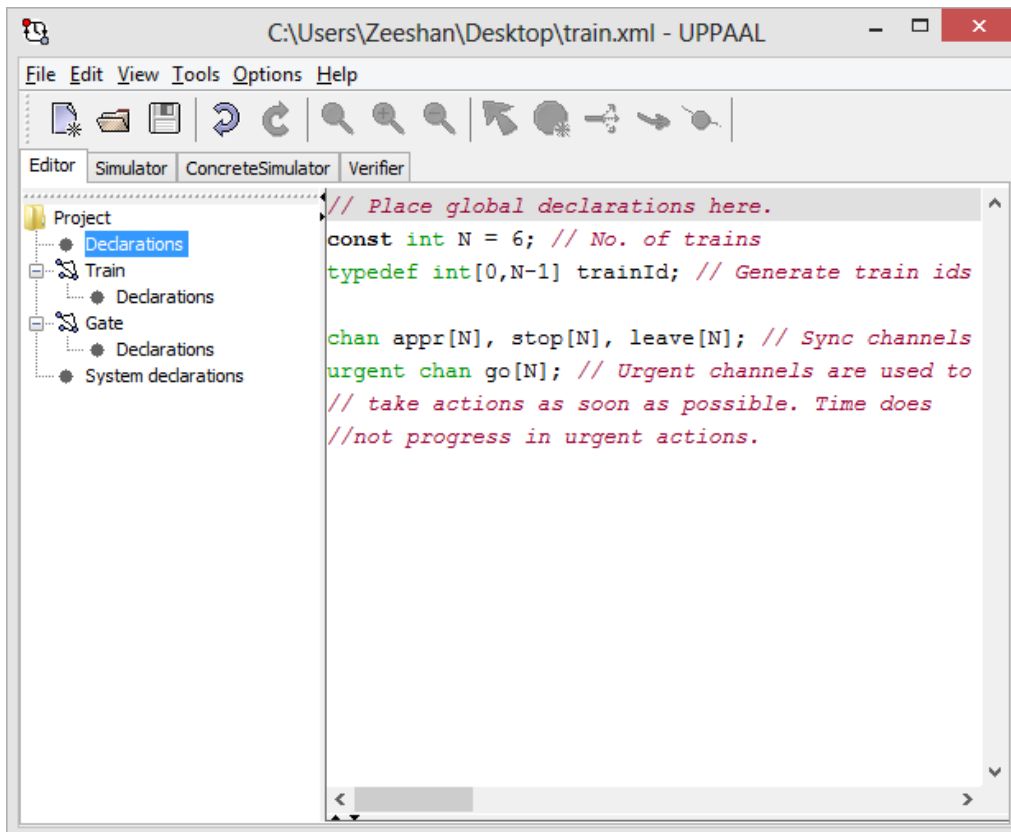 C:\Users\Zeeshan\Desktop\train.xml - UPPAAL
File Edit View Tools Options Help
Editor Simulator ConcreteSimulator Verifier
Project
Declarations
Train
Declarations
Gate
Declarations
System declarations
// Place global declarations here.
const int N = 6; // No. of trains
typedef int[0,N-1] trainId; // Generate train ids
chan appr[N], stop[N], leave[N]; // Sync channels
urgent chan go[N]; // Urgent channels are used to
// take actions as soon as possible. Time does
//not progress in urgent actions.